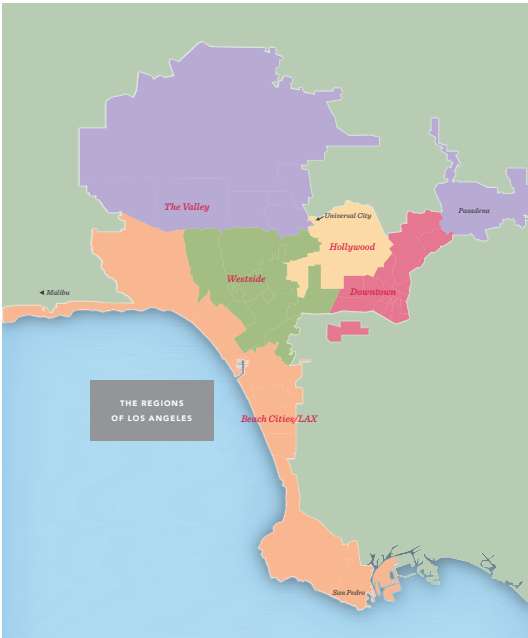 Pasadena
The Valley
Universal City
Hollywood
Westside
Malibu
Downtown
THE REGIONS
OF LOS ANGELES
Beach Cities/LAX
San Pedro